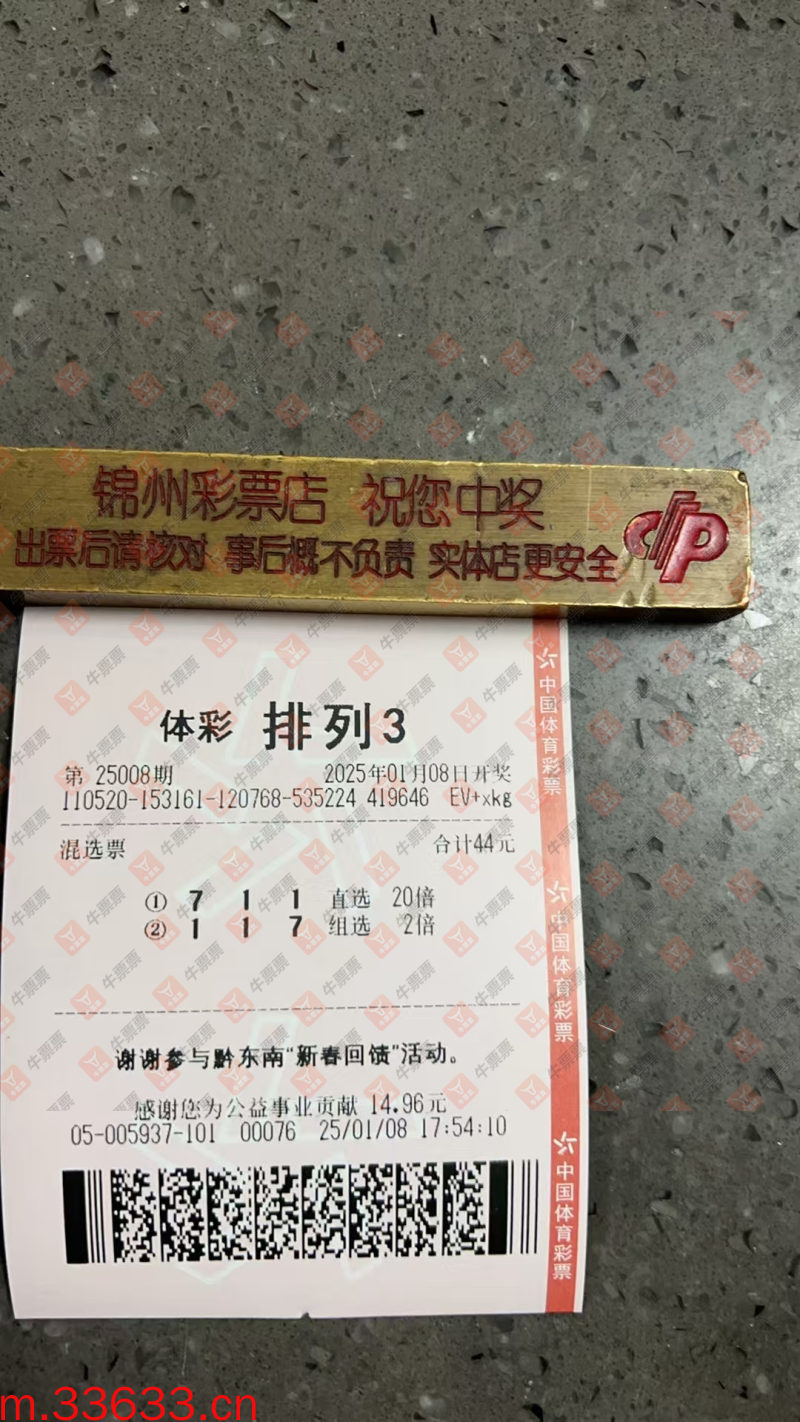 锦州彩票店 祝您中奖
出票后请核对 事后概不负责 实体店更安全
体彩 排列3
第 25008期 2025年01月08日开奖
110520-153161-120768-535224 419646 EV+xkg
混选票 合计44元
① 7 1 1 直选 20倍
② 1 1 7 组选 2倍
谢谢参与黔东南“新春回馈”活动。
感谢您为公益事业贡献 14.96元
05-005937-101 00076 25/01/08 17:54:10
中国体育彩票
中国体育彩票
中国体育彩票
牛票票
m.33633.cn